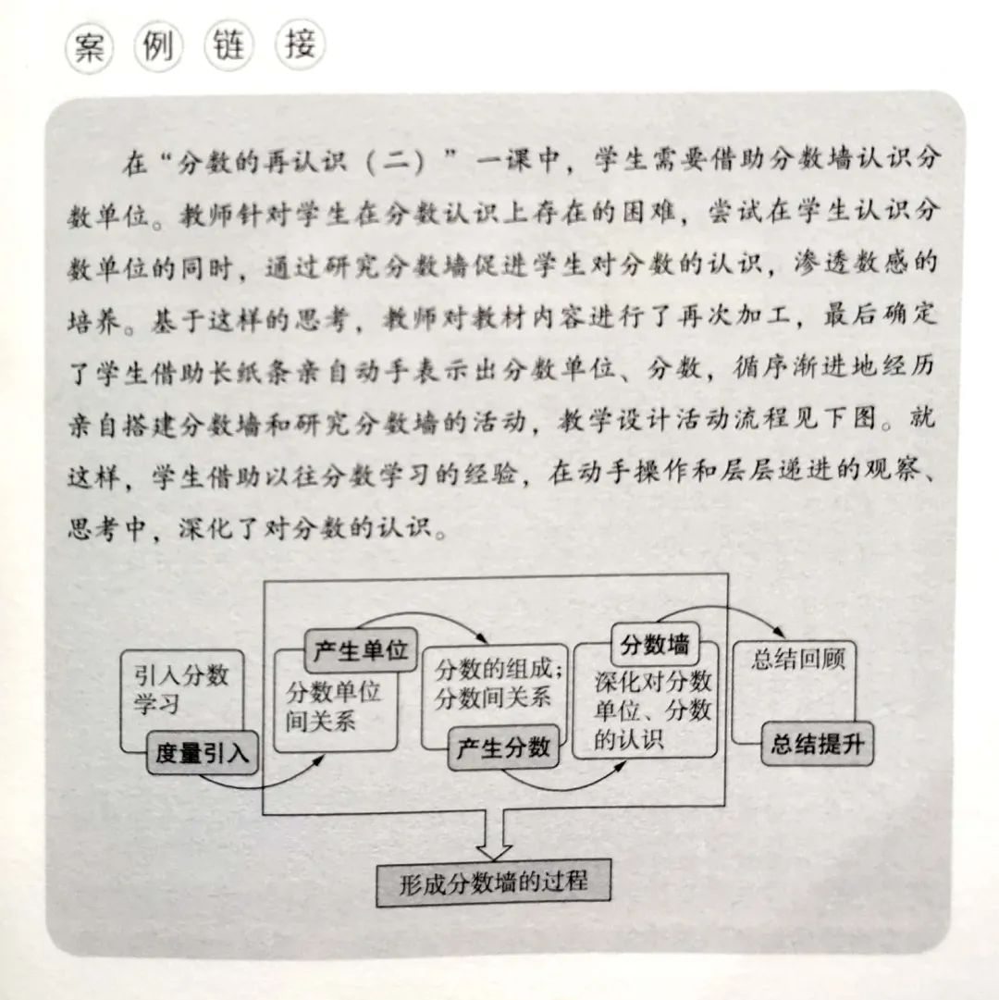 案例链接
在“分数的再认识（二）”一课中，学生需要借助分数墙认识分
数单位。教师针对学生在分数认识上存在的困难，尝试在学生认识分
数单位的同时，通过研究分数墙促进学生对分数的认识，渗透数感的
培养。基于这样的思考，教师对教材内容进行了再次加工，最后确定
了学生借助长纸条亲自动手表示出分数单位、分数，循序渐进地经历
亲自搭建分数墙和研究分数墙的活动，教学设计活动流程见下图。就
这样，学生借助以往分数学习的经验，在动手操作和层层递进的观察、
思考中，深化了对分数的认识。
引入分数
学习
度量引入
产生单位
分数单位
间关系
分数的组成；
分数间关系
产生分数
分数墙
深化对分数
单位、分数
的认识
总结回顾
总结提升
形成分数墙的过程